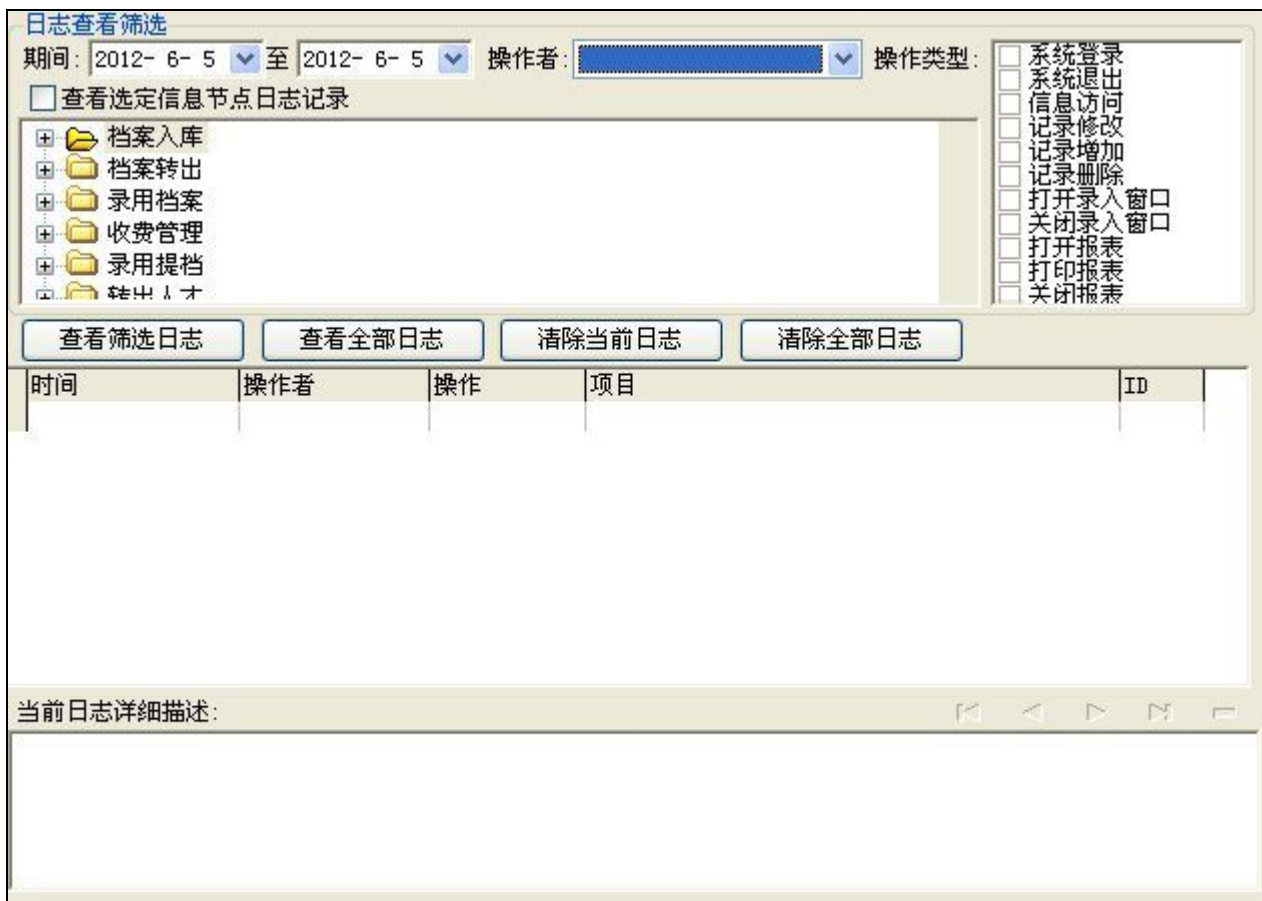 日志查看筛选
期间: 2012- 6- 5 至 2012- 6- 5 操作者: 操作类型:
查看选定信息节点日志记录
档案入库
档案转出
录用档案
收费管理
录用提档
转出人才
系统登录
系统退出
信息访问
记录修改
记录增加
记录删除
打开录入窗口
关闭录入窗口
打开报表
打印报表
关闭报表
查看筛选日志 查看全部日志 清除当前日志 清除全部日志
时间 操作者 操作 项目 ID
当前日志详细描述: